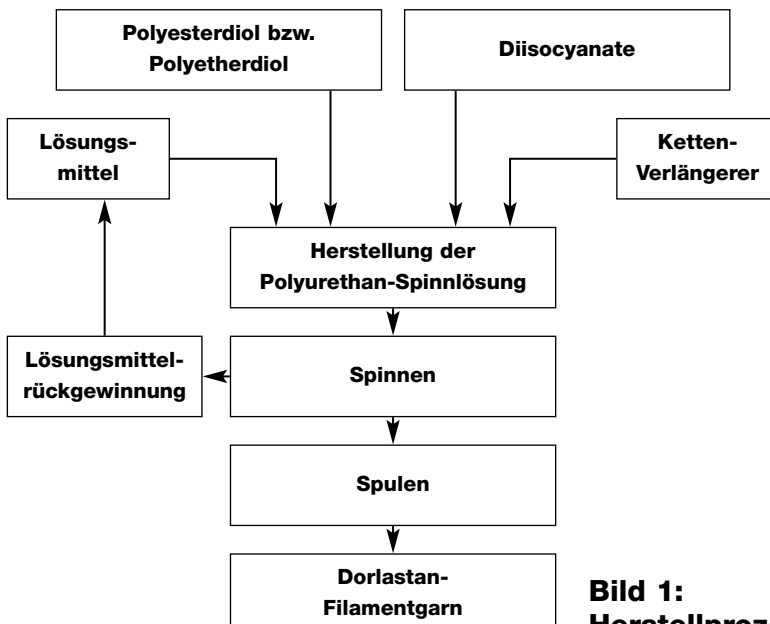 Polyesterdiol bzw.
Polyetherdiol
Diisocyanate
Lösungs-
mittel
Ketten-
Verlängerer
Herstellung der
Polyurethan-Spinnlösung
Lösungsmittel-
rückgewinnung
Spinnen
Spulen
Dorlastan-
Filamentgarn
Bild 1: